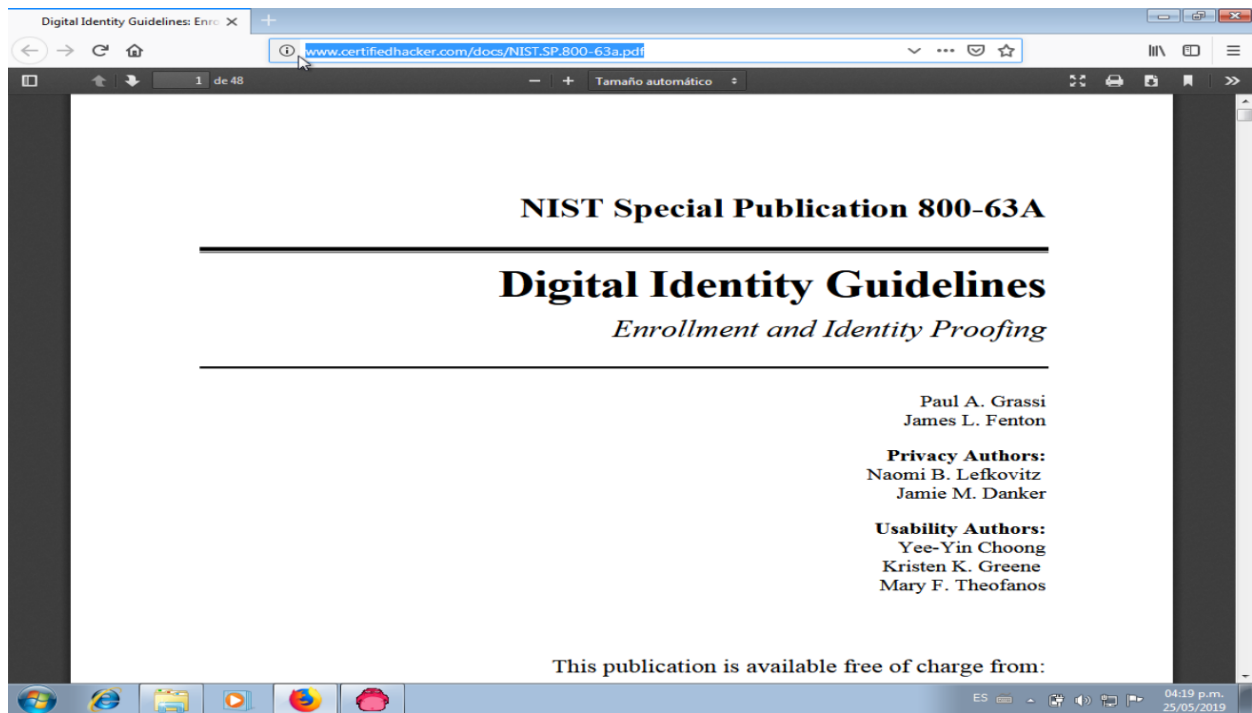 Digital Identity Guidelines: Enro
www.certifiedhacker.com/docs/NIST.SP.800-63a.pdf
1 de 48
Tamaño automático
NIST Special Publication 800-63A
Digital Identity Guidelines
Enrollment and Identity Proofing
Paul A. Grassi
James L. Fenton
Privacy Authors:
Naomi B. Lefkovitz
Jamie M. Danker
Usability Authors:
Yee-Yin Choong
Kristen K. Greene
Mary F. Theofanos
This publication is available free of charge from:
ES
04:19 p.m.
25/05/2019